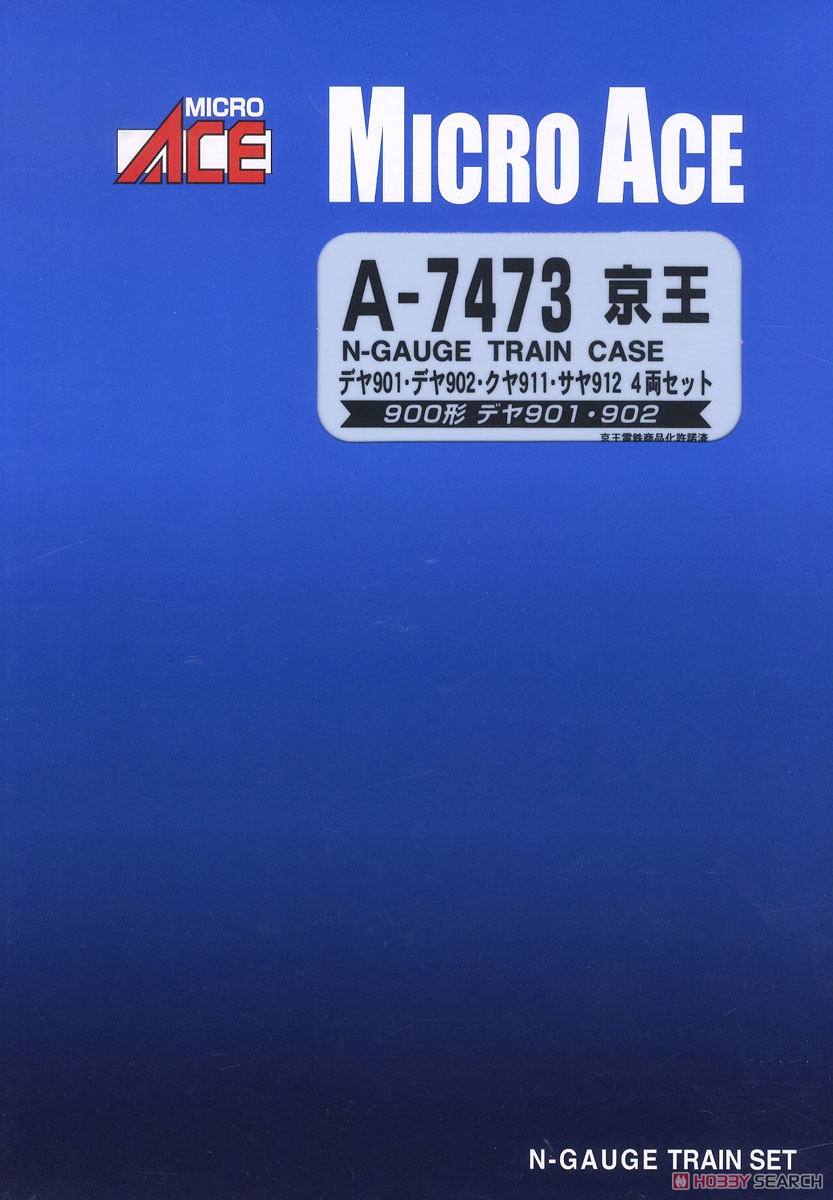 MICRO
ACE
MICRO ACE
A-7473 京王
N-GAUGE TRAIN CASE
デヤ901・デヤ902・クヤ911・サヤ912 4両セット
900形 デヤ901・902
京王電鉄商品化許諾済
N-GAUGE TRAIN SET
HOBBY SEARCH